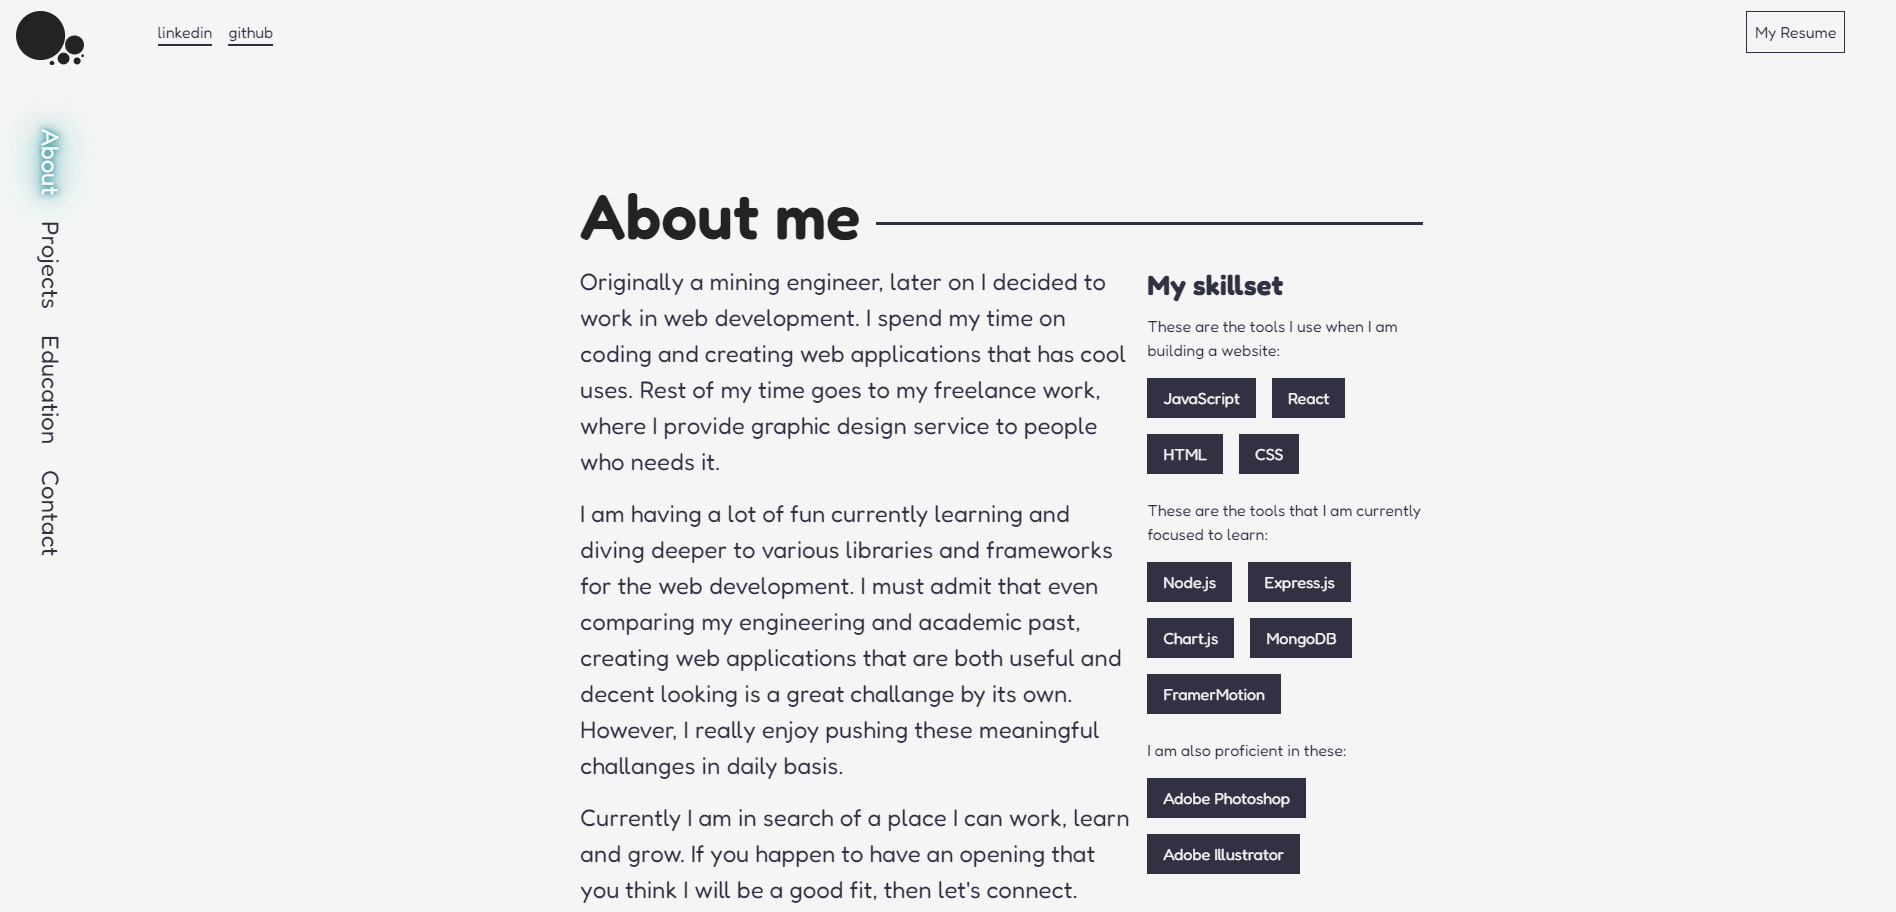 linkedin github
My Resume
About
Projects
Education
Contact
About me
Originally a mining engineer, later on I decided to
work in web development. I spend my time on
coding and creating web applications that has cool
uses. Rest of my time goes to my freelance work,
where I provide graphic design service to people
who needs it.
I am having a lot of fun currently learning and
diving deeper to various libraries and frameworks
for the web development. I must admit that even
comparing my engineering and academic past,
creating web applications that are both useful and
decent looking is a great challange by its own.
However, I really enjoy pushing these meaningful
challanges in daily basis.
Currently I am in search of a place I can work, learn
and grow. If you happen to have an opening that
you think I will be a good fit, then let's connect.
My skillset
These are the tools I use when I am
building a website:
JavaScript React
HTML CSS
These are the tools that I am currently
focused to learn:
Node.js Express.js
Chart.js MongoDB
FramerMotion
I am also proficient in these:
Adobe Photoshop
Adobe Illustrator